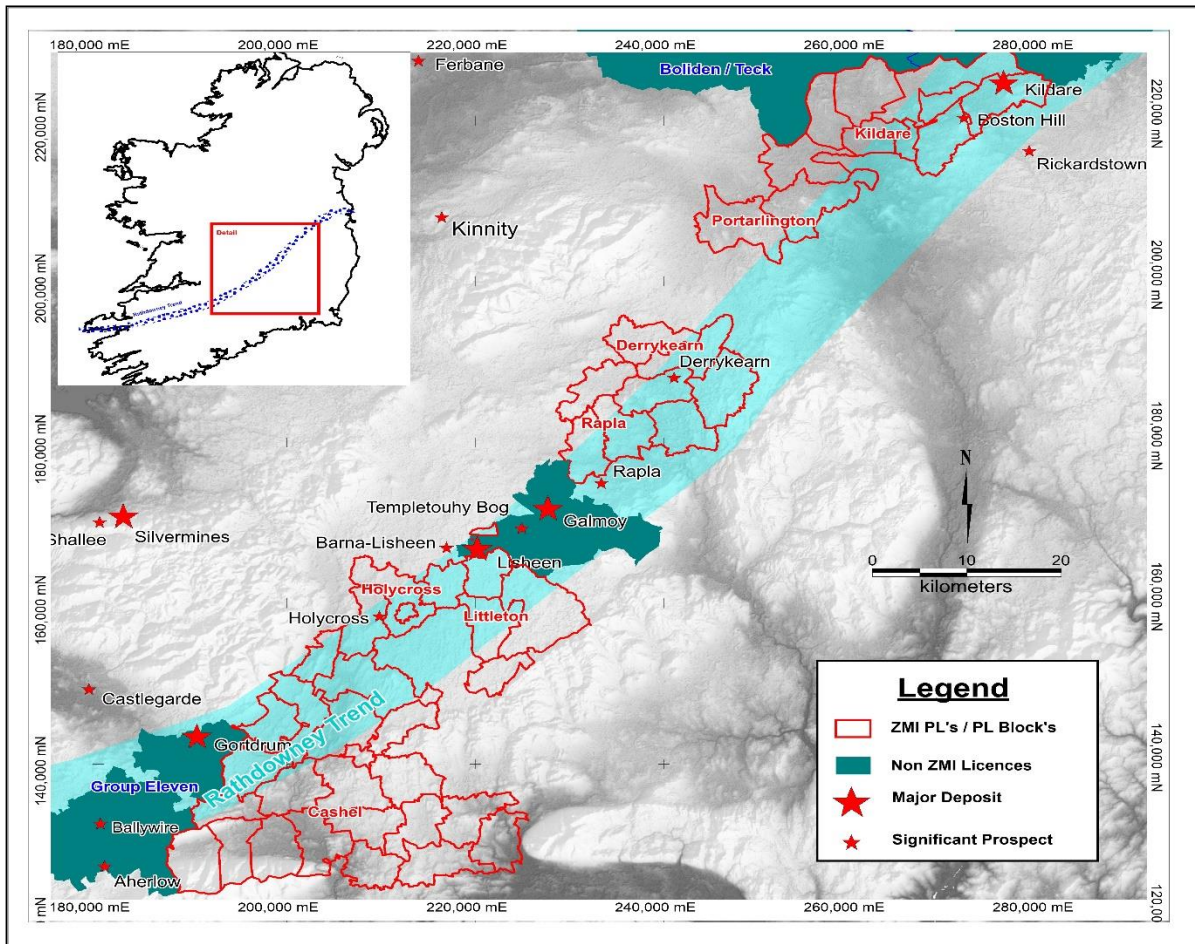 180,000 mE
200,000 mE
220,000 mE
240,000 mE
260,000 mE
280,000 mE
220,000 mN
200,000 mN
Detail
Rathdowney Trend
Ferbane
Kinnity
Boliden / Teck
Kildare
Boston Hill
Kildare
Rickardstown
Portarlington
220,000 mN
200,000 mN
Derrykearn
Derrykearn
Rapla
Rapla
180,000 mN
180,000 mN
Templetouhy Bog
Galmoy
Shallee
Silvermines
Barna-Lisheen
Lisheen
Holycross
Holycross
Littleton
N
0 10 20
kilometers
160,000 mN
160,000 mN
Castlegarde
Gortdrum
Rathdowney Trend
Group Eleven
Ballywire
Aherlow
Cashel
140,000 mN
140,000 mN
Legend
ZMI PL's / PL Block's
Non ZMI Licences
Major Deposit
Significant Prospect
mN
120,00
180,000 mE
200,000 mE
220,000 mE
240,000 mE
260,000 mE
280,000 mE